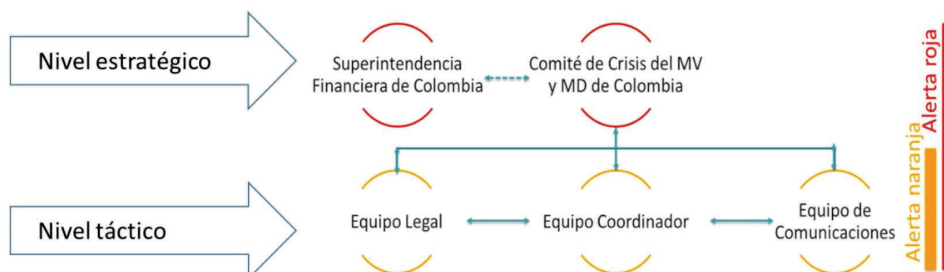 Nivel estratégico
Superintendencia
Financiera de Colombia
Comité de Crisis del MV
y MD de Colombia
Alerta roja
Nivel táctico
Equipo Legal
Equipo Coordinador
Equipo de
Comunicaciones
Alerta naranja